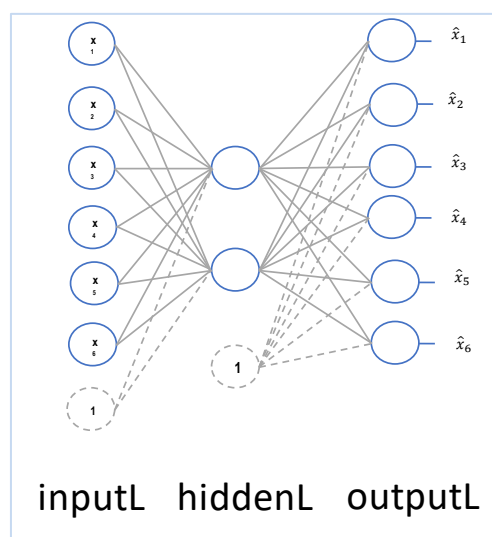 x
1
x
2
x
3
x
4
x
5
x
6
1
1
x̂₁
x̂₂
x̂₃
x̂₄
x̂₅
x̂₆
inputL hiddenL outputL